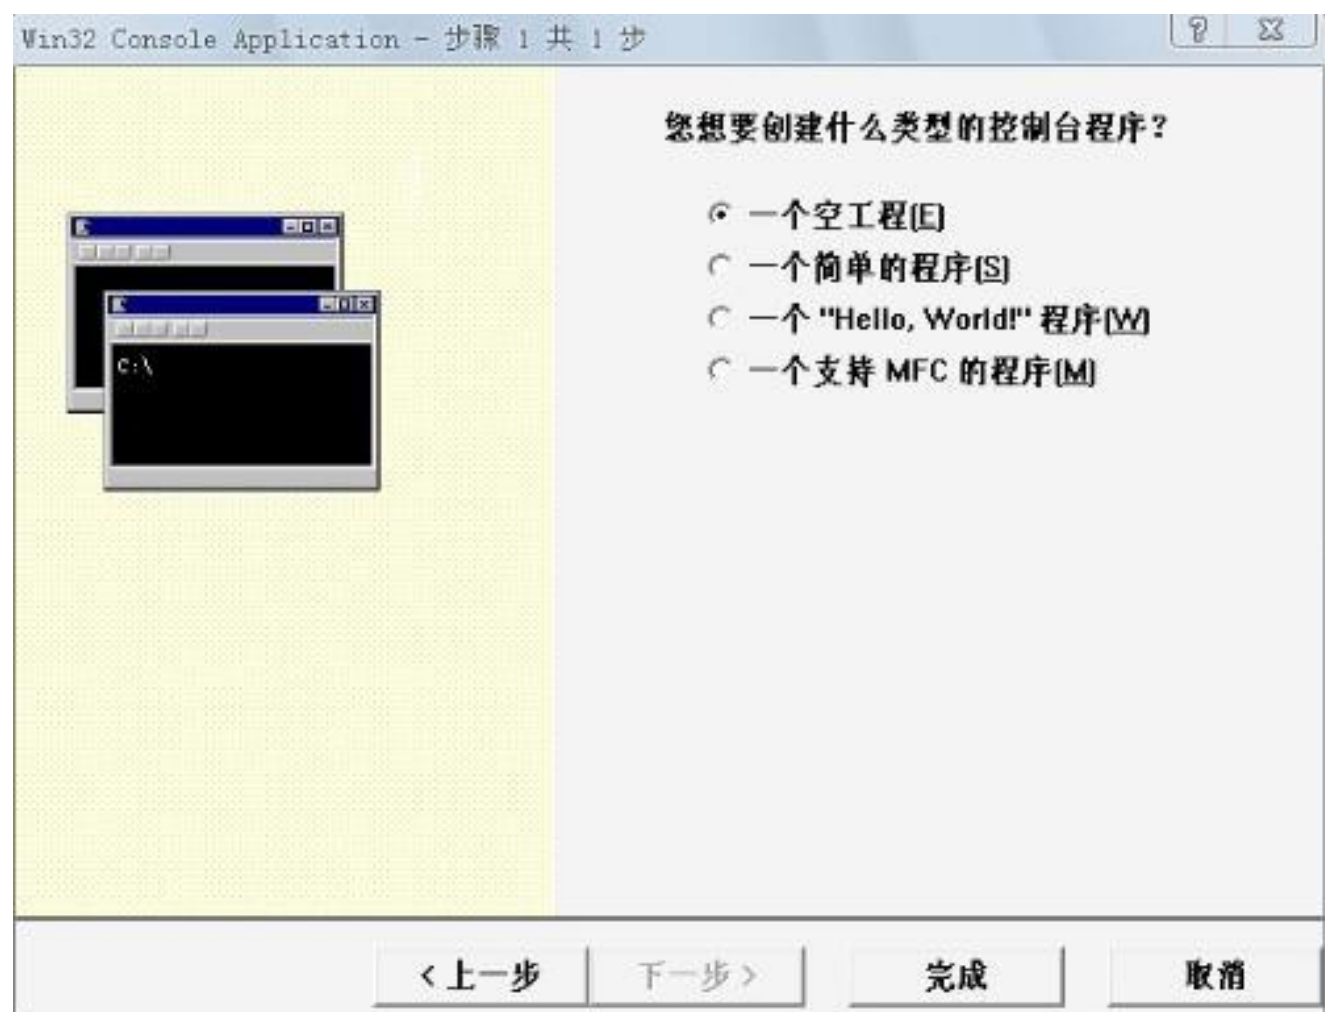 Win32 Console Application - 步骤 1 共 1 步
您想要创建什么类型的控制台程序?
一个空工程(E)
一个简单的程序(S)
一个 "Hello, World!" 程序(W)
一个支持 MFC 的程序(M)
C:\
< 上一步
下一步 >
完成
取消